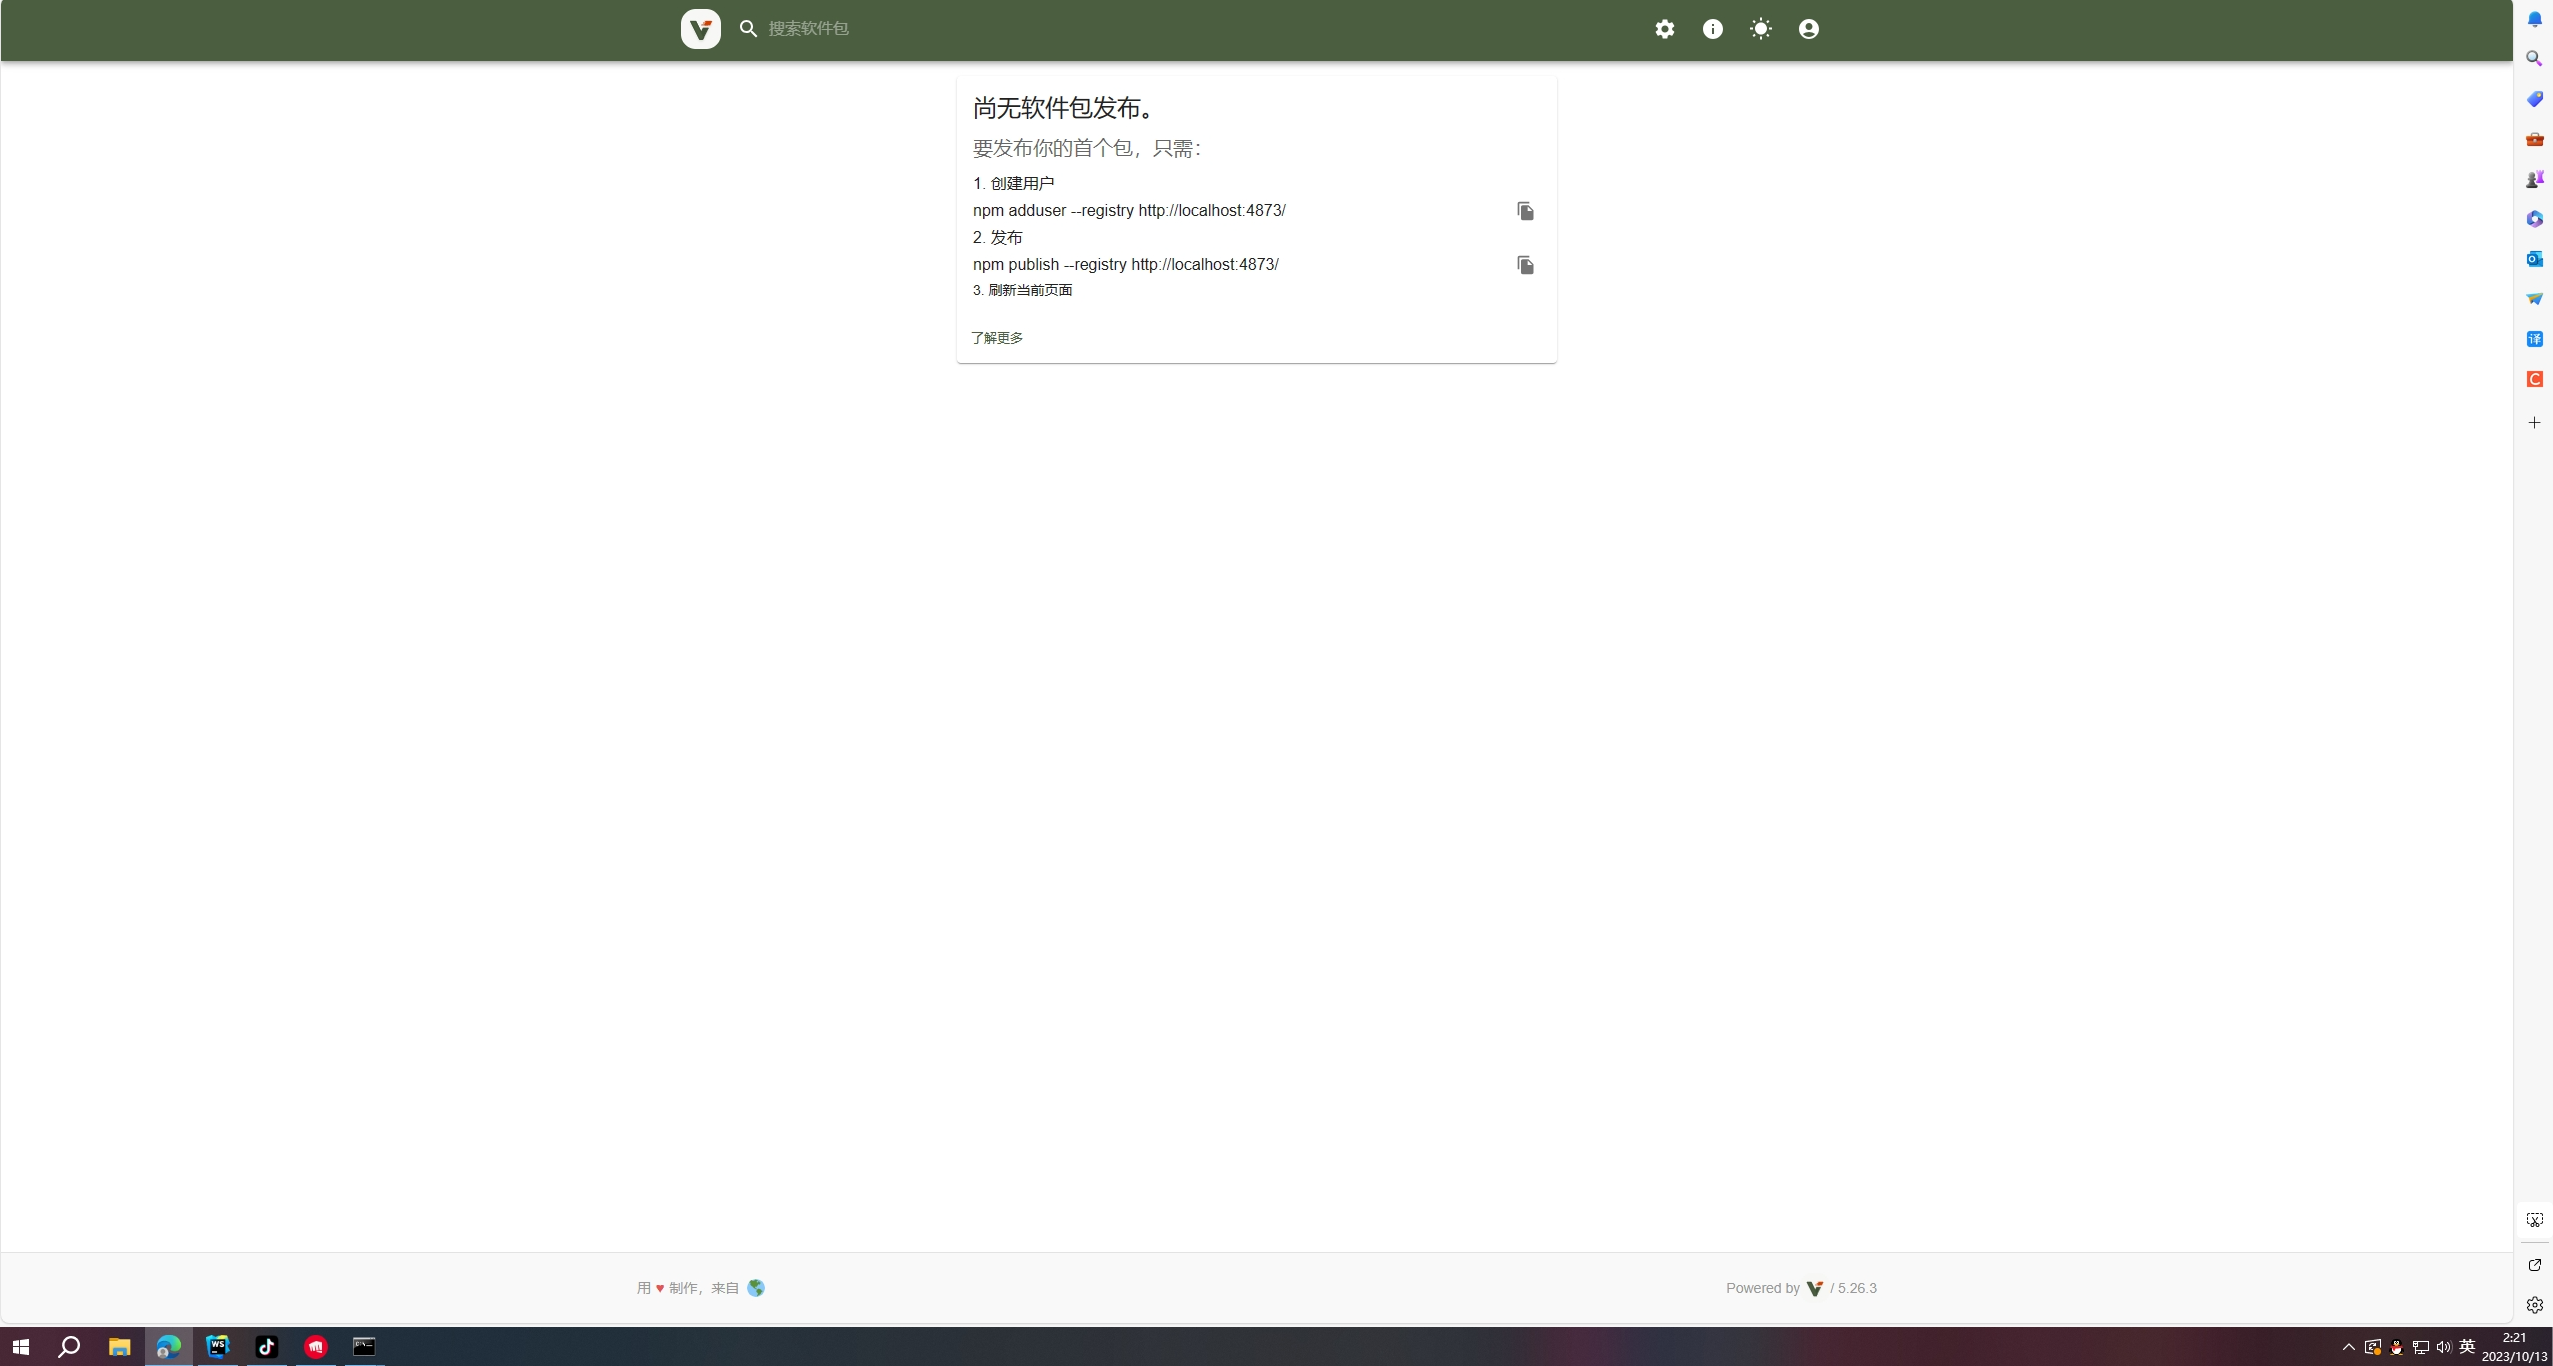 搜索软件包
尚无软件包发布。
要发布你的首个包，只需：
1. 创建用户
npm adduser --registry http://localhost:4873/
2. 发布
npm publish --registry http://localhost:4873/
3. 刷新当前页面
了解更多
译
C
用 ♥ 制作，来自
Powered by / 5.26.3
WS
英
2:21
2023/10/13